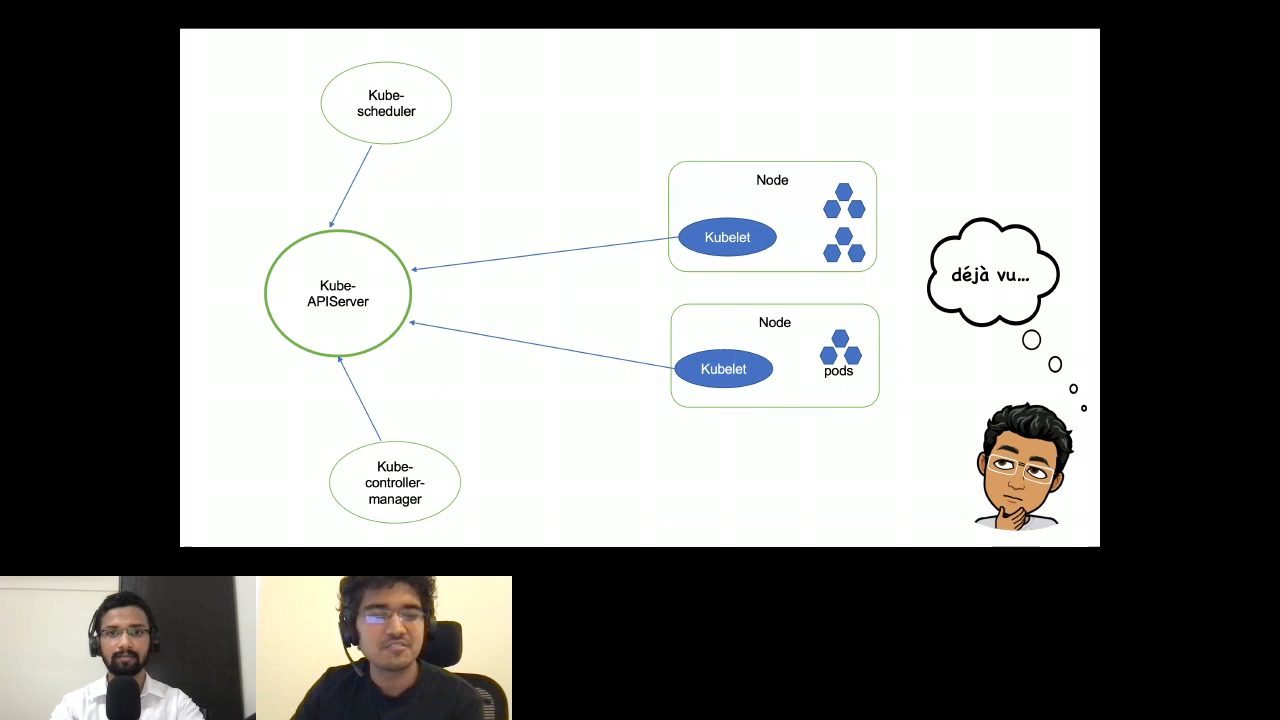 Kube-
scheduler
Node
Kubelet
déjà vu...
Kube-
APIServer
Node
Kubelet
pods
Kube-
controller-
manager